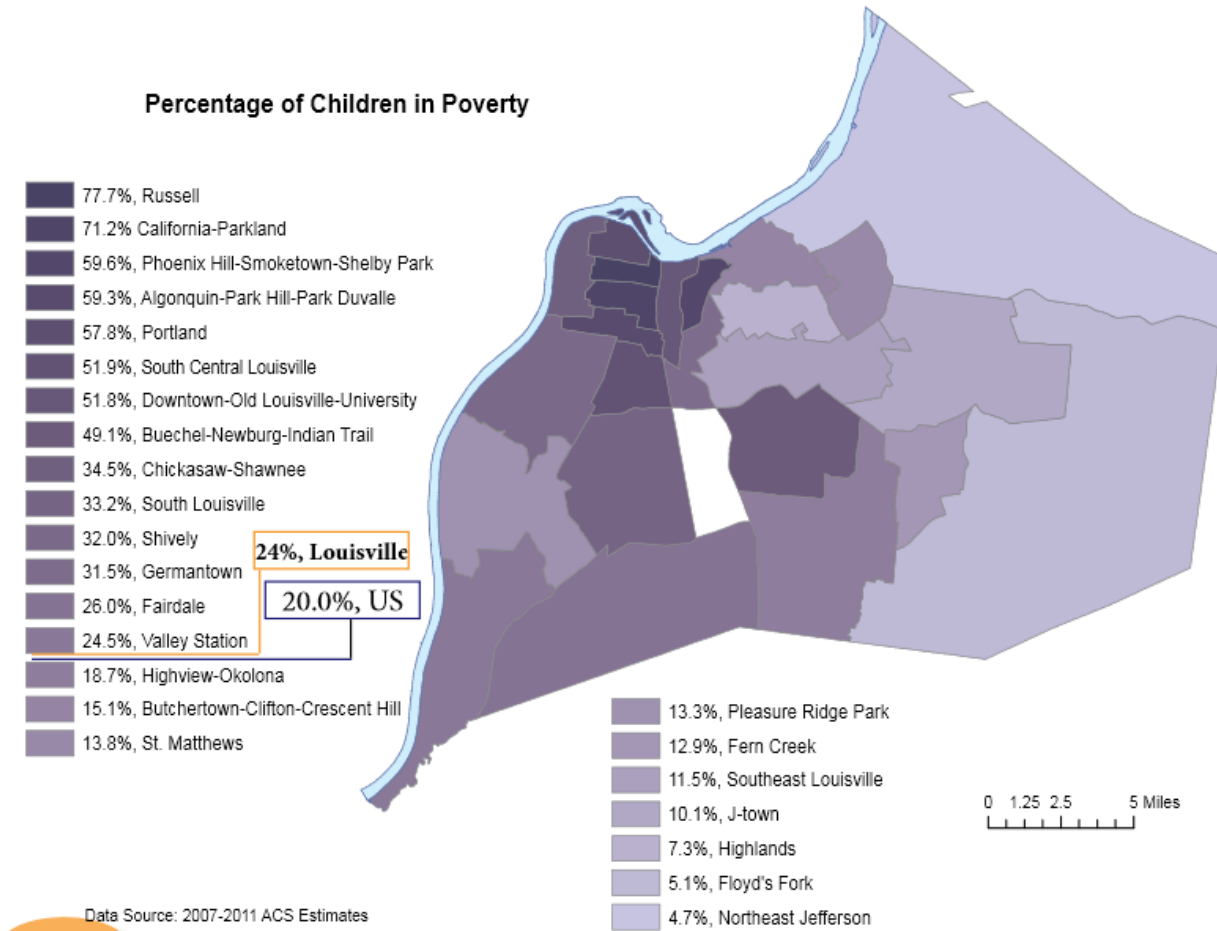 Percentage of Children in Poverty
77.7%, Russell
71.2% California-Parkland
59.6%, Phoenix Hill-Smoketown-Shelby Park
59.3%, Algonquin-Park Hill-Park Duvalle
57.8%, Portland
51.9%, South Central Louisville
51.8%, Downtown-Old Louisville-University
49.1%, Buechel-Newburg-Indian Trail
34.5%, Chickasaw-Shawnee
33.2%, South Louisville
32.0%, Shively
24%, Louisville
31.5%, Germantown
20.0%, US
26.0%, Fairdale
24.5%, Valley Station
18.7%, Highview-Okolona
15.1%, Butchertown-Clifton-Crescent Hill
13.8%, St. Matthews
13.3%, Pleasure Ridge Park
12.9%, Fern Creek
11.5%, Southeast Louisville
10.1%, J-town
7.3%, Highlands
5.1%, Floyd's Fork
4.7%, Northeast Jefferson
0 1.25 2.5 5 Miles
Data Source: 2007-2011 ACS Estimates